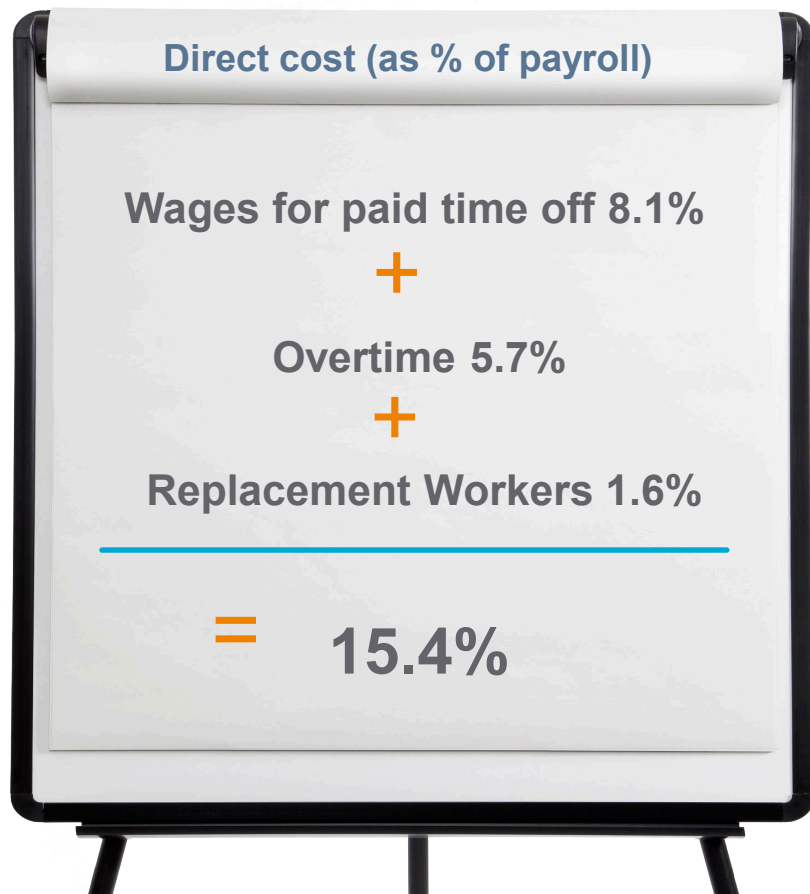 Direct cost (as % of payroll)
Wages for paid time off 8.1%
+
Overtime 5.7%
+
Replacement Workers 1.6%
= 15.4%